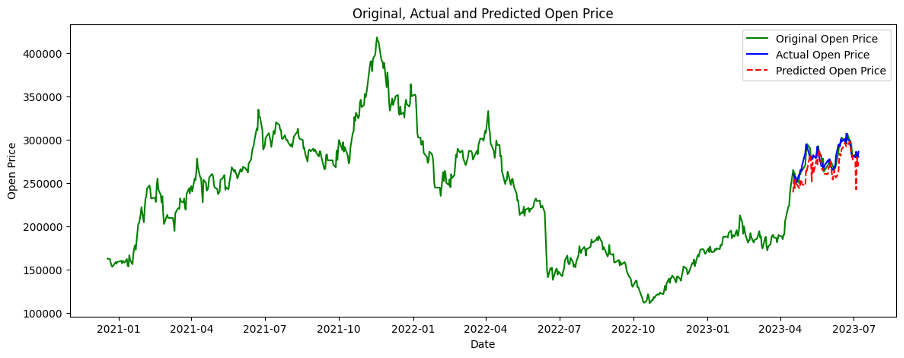 Original, Actual and Predicted Open Price
Original Open Price
Actual Open Price
Predicted Open Price
Open Price
400000
350000
300000
250000
200000
150000
100000
2021-01 2021-04 2021-07 2021-10 2022-01 2022-04 2022-07 2022-10 2023-01 2023-04 2023-07
Date